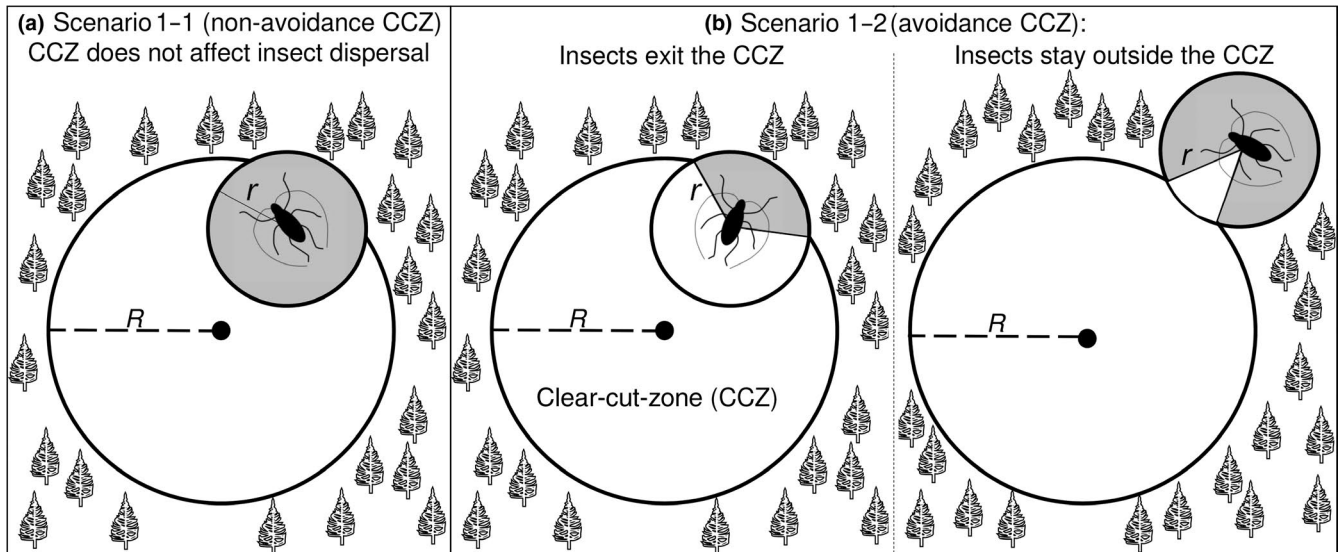 (a) Scenario 1–1 (non-avoidance CCZ)
CCZ does not affect insect dispersal
r
R
(b) Scenario 1–2 (avoidance CCZ):
Insects exit the CCZ
r
R
Clear-cut-zone (CCZ)
Insects stay outside the CCZ
r
R